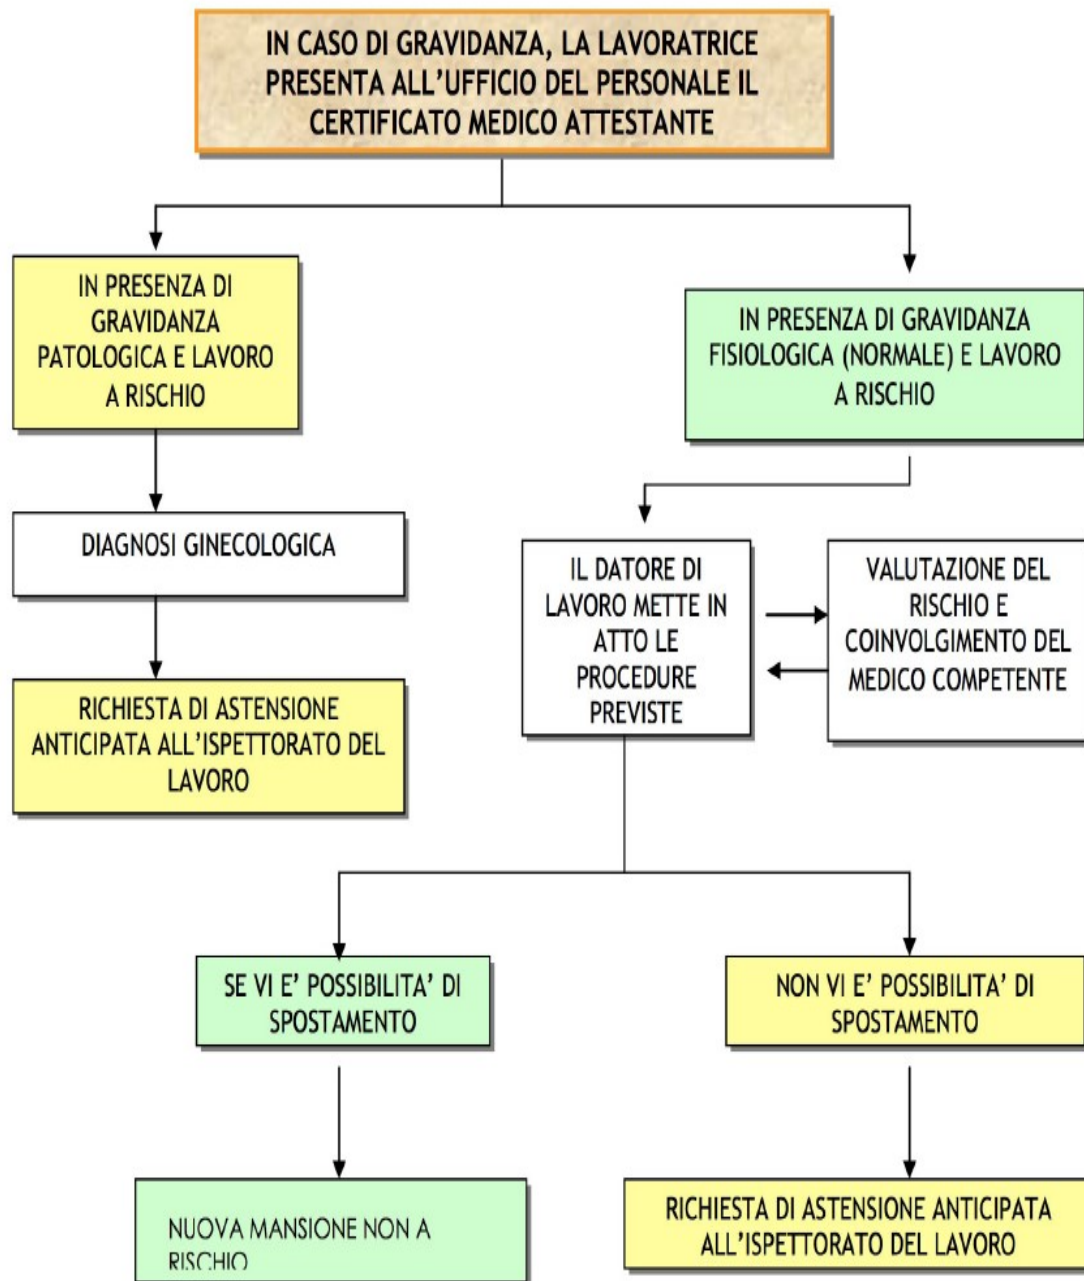 IN CASO DI GRAVIDANZA, LA LAVORATRICE
PRESENTA ALL'UFFICIO DEL PERSONALE IL
CERTIFICATO MEDICO ATTESTANTE
IN PRESENZA DI
GRAVIDANZA
PATOLOGICA E LAVORO
A RISCHIO
IN PRESENZA DI GRAVIDANZA
FISIOLOGICA (NORMALE) E LAVORO
A RISCHIO
DIAGNOSI GINECOLOGICA
IL DATORE DI
LAVORO METTE IN
ATTO LE
PROCEDURE
PREVISTE
VALUTAZIONE DEL
RISCHIO E
COINVOLGIMENTO DEL
MEDICO COMPETENTE
RICHIESTA DI ASTENSIONE
ANTICIPATA ALL'ISPETTORATO DEL
LAVORO
SE VI E' POSSIBILITA' DI
SPOSTAMENTO
NON VI E' POSSIBILITA' DI
SPOSTAMENTO
NUOVA MANSIONE NON A
RISCHIO
RICHIESTA DI ASTENSIONE ANTICIPATA
ALL'ISPETTORATO DEL LAVORO